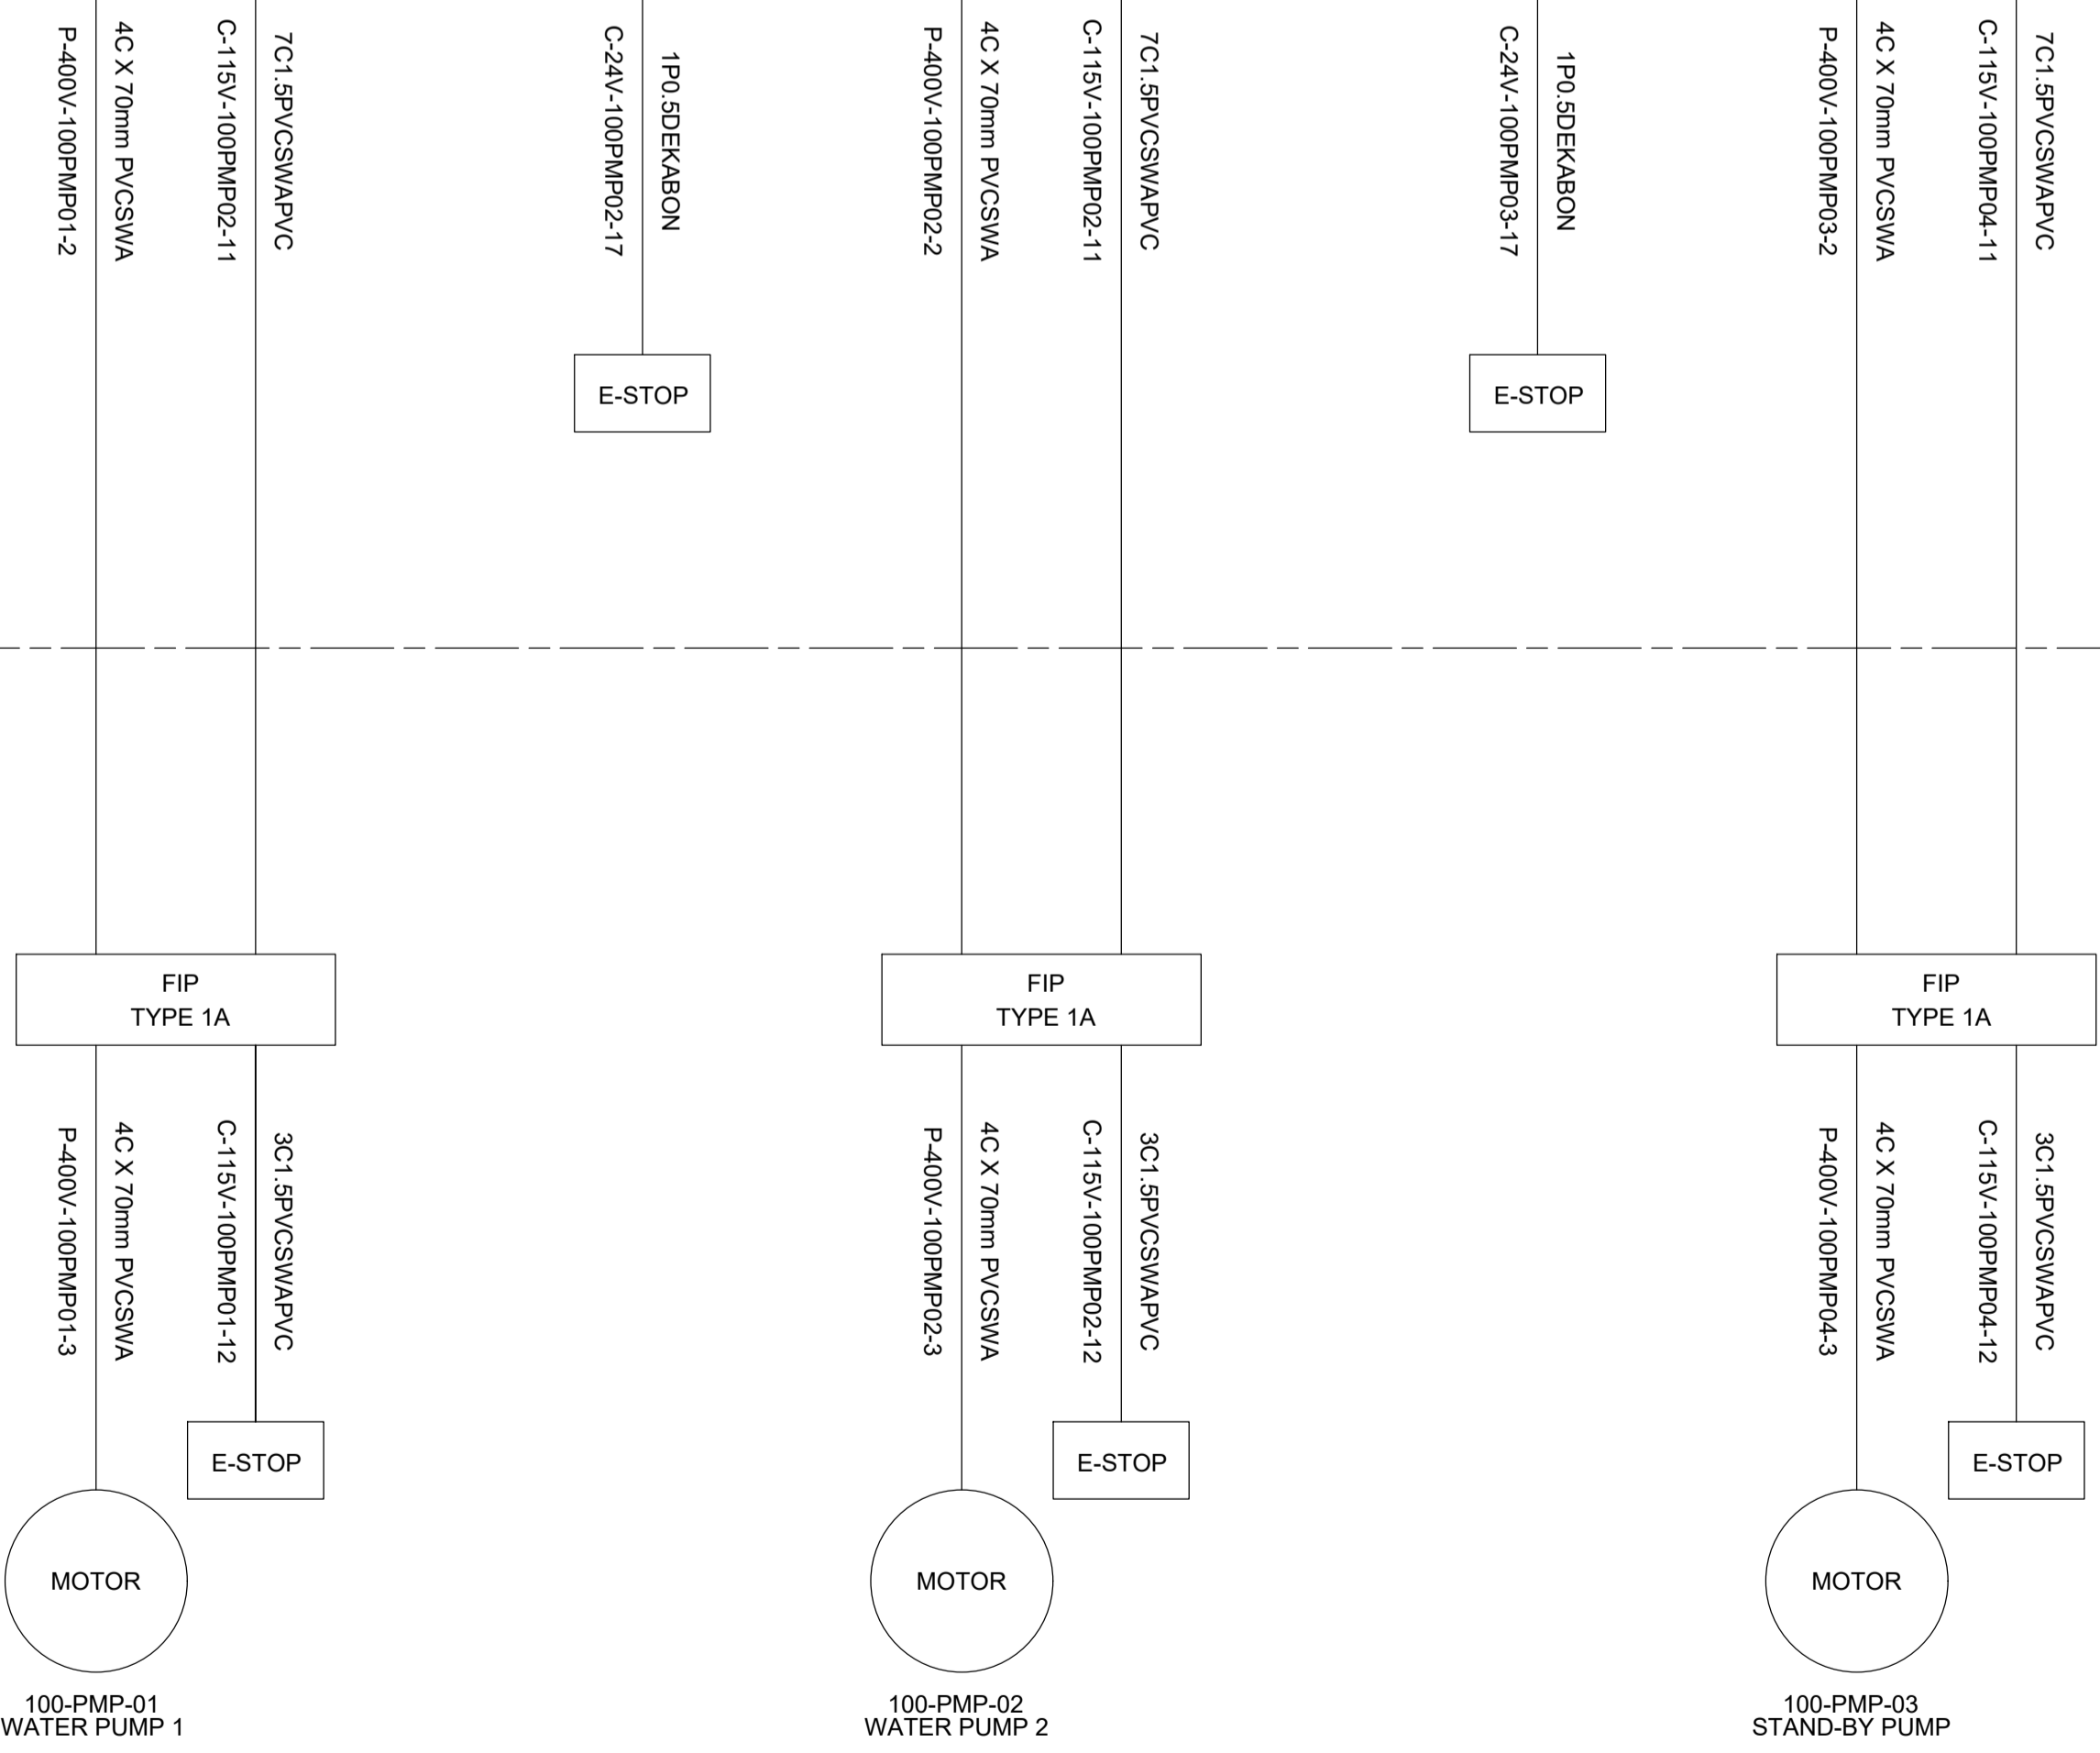 P-400V-100PMP01-2
4C X 70mm PVCSWA
C-115V-100PMP02-11
7C1.5PVCSWAPVC
C-24V-100PMP02-17
1P0.5DEKABON
P-400V-100PMP02-2
4C X 70mm PVCSWA
C-115V-100PMP02-11
7C1.5PVCSWAPVC
C-24V-100PMP03-17
1P0.5DEKABON
P-400V-100PMP03-2
4C X 70mm PVCSWA
C-115V-100PMP04-11
7C1.5PVCSWAPVC
E-STOP
E-STOP
FIP
TYPE 1A
FIP
TYPE 1A
FIP
TYPE 1A
P-400V-100PMP01-3
4C X 70mm PVCSWA
C-115V-100PMP01-12
3C1.5PVCSWAPVC
P-400V-100PMP02-3
4C X 70mm PVCSWA
C-115V-100PMP02-12
3C1.5PVCSWAPVC
P-400V-100PMP04-3
4C X 70mm PVCSWA
C-115V-100PMP04-12
3C1.5PVCSWAPVC
E-STOP
E-STOP
E-STOP
MOTOR
MOTOR
MOTOR
100-PMP-01
WATER PUMP 1
100-PMP-02
WATER PUMP 2
100-PMP-03
STAND-BY PUMP